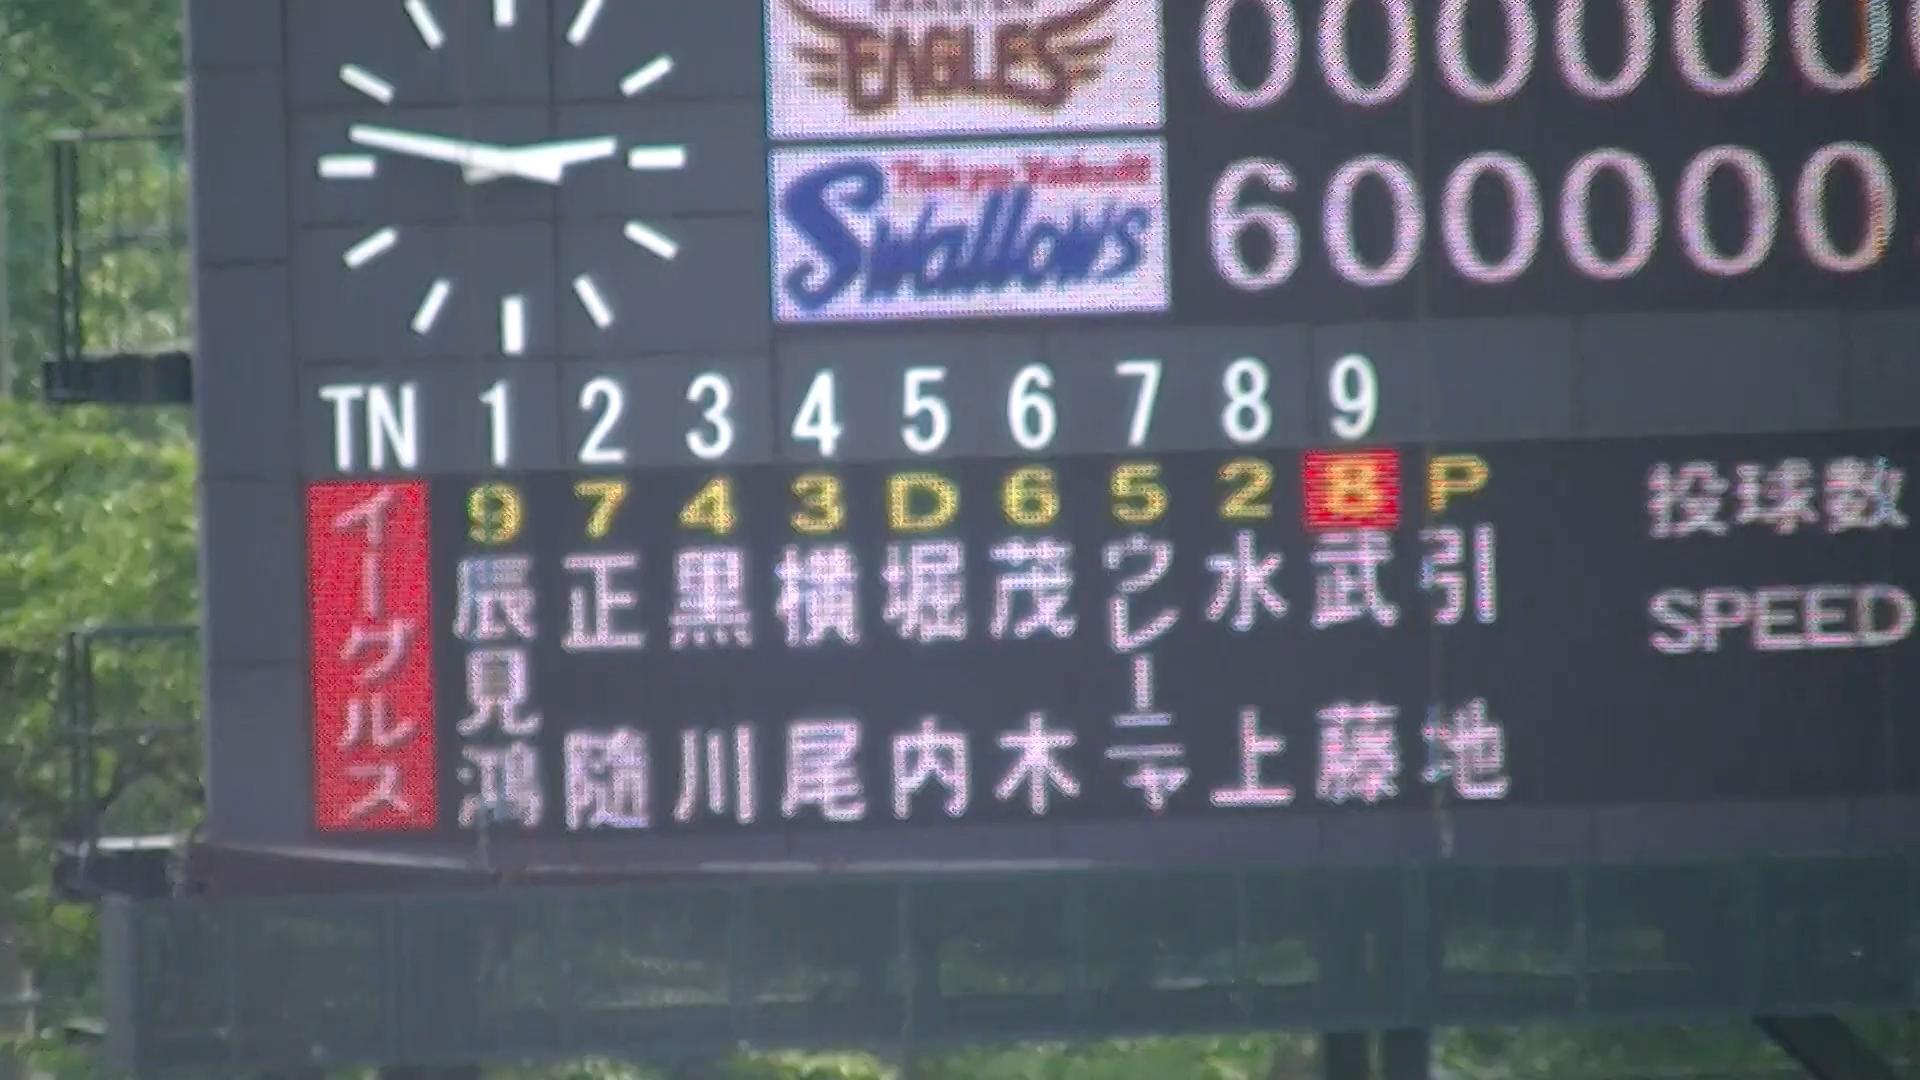 EAGLES
000000
Swallows
600000
TN 1 2 3 4 5 6 7 8 9
9 7 4 3 D 6 5 2 8 P
イーグルス
辰見鴻
正随
黒川
横尾
堀内
茂木
ウレーニャ
水上
武藤
引地
投球数
SPEED